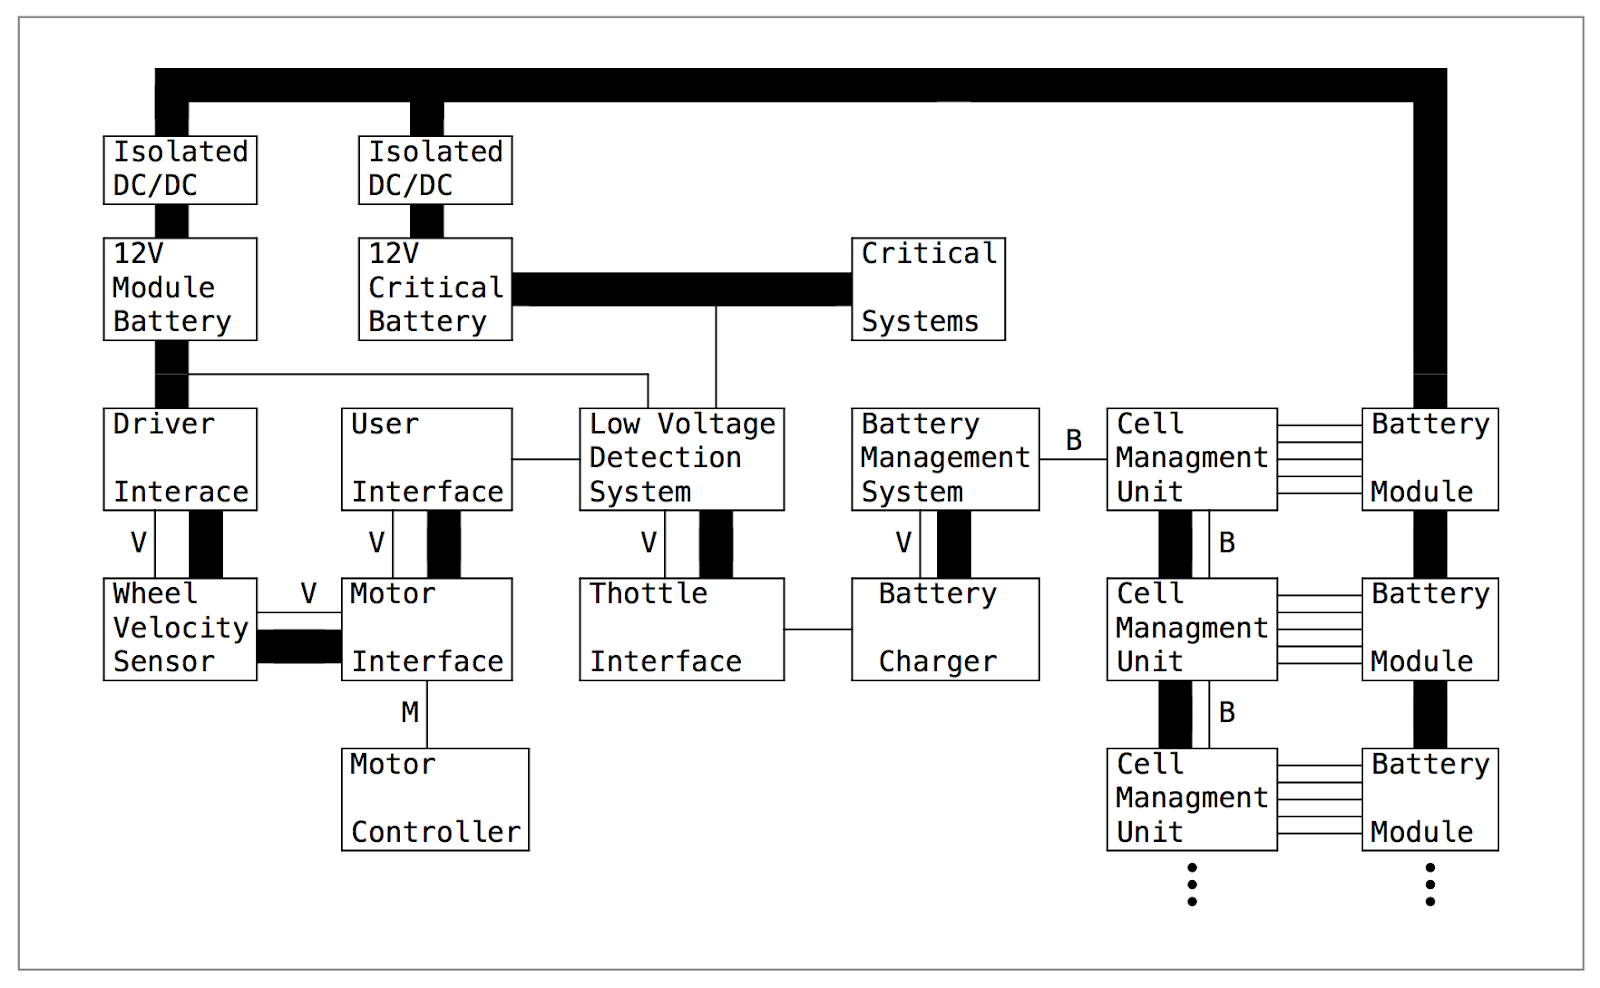 Isolated
DC/DC
Isolated
DC/DC
12V
Module
Battery
12V
Critical
Battery
Critical
Systems
Driver
Interace
User
Interface
Low Voltage
Detection
System
Battery
Management
System
B
Cell
Managment
Unit
Battery
Module
V
V
V
V
B
Wheel
Velocity
Sensor
V
Motor
Interface
Thottle
Interface
Battery
Charger
Cell
Managment
Unit
Battery
Module
M
B
Motor
Controller
Cell
Managment
Unit
Battery
Module